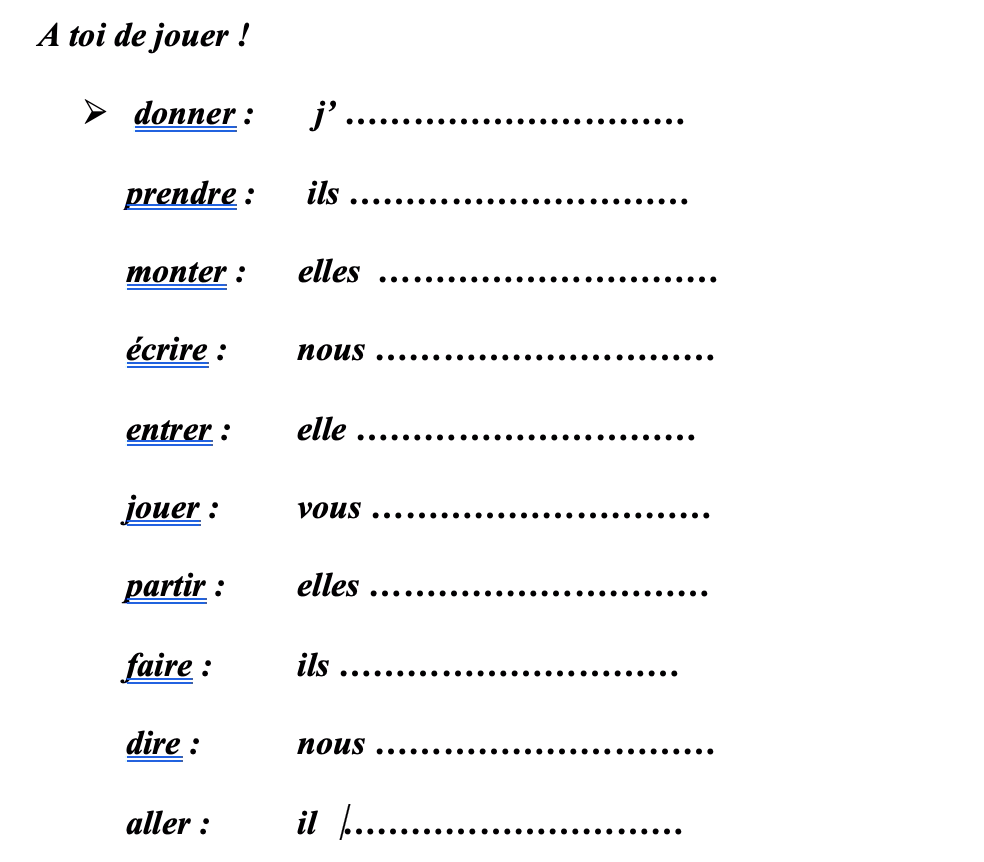 A toi de jouer !
➢ donner : j’ ..............................
prendre : ils ..............................
monter : elles ..............................
écrire : nous ..............................
entrer : elle ..............................
jouer : vous ..............................
partir : elles ..............................
faire : ils ..............................
dire : nous ..............................
aller : il ..............................